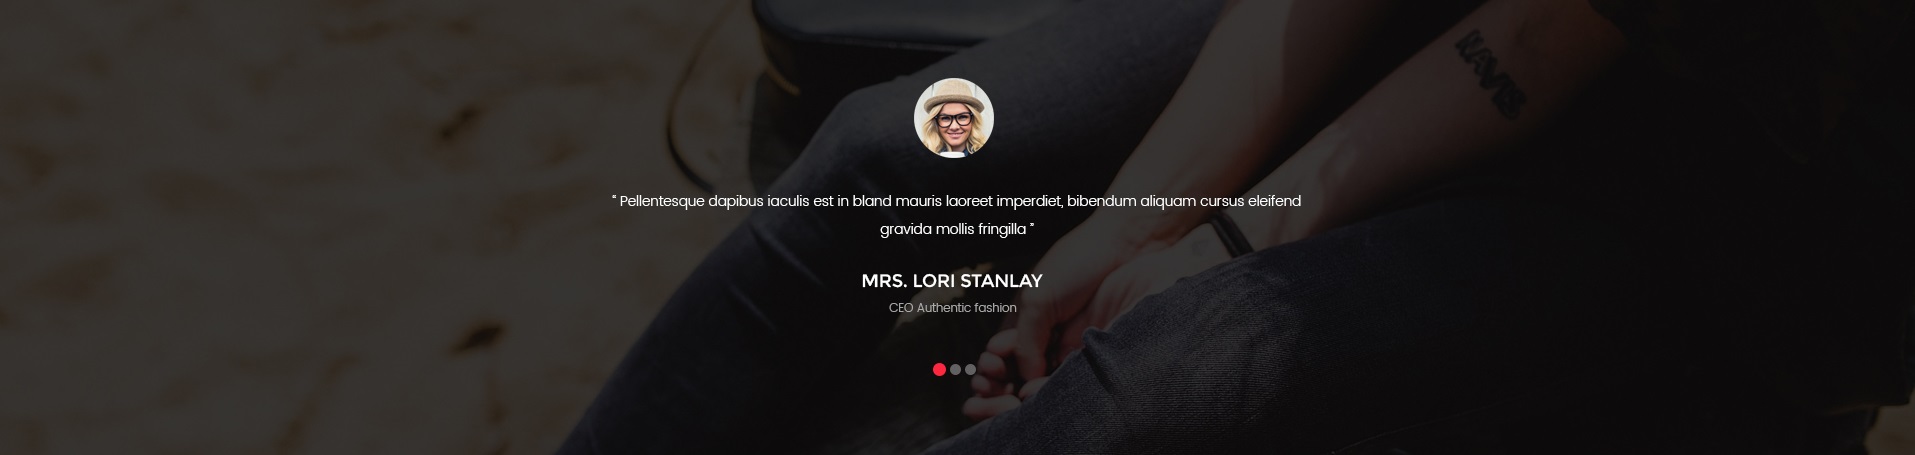 “ Pellentesque dapibus iaculis est in bland mauris laoreet imperdiet, bibendum aliquam cursus eleifend
gravida mollis fringilla ”
MRS. LORI STANLAY
CEO Authentic fashion